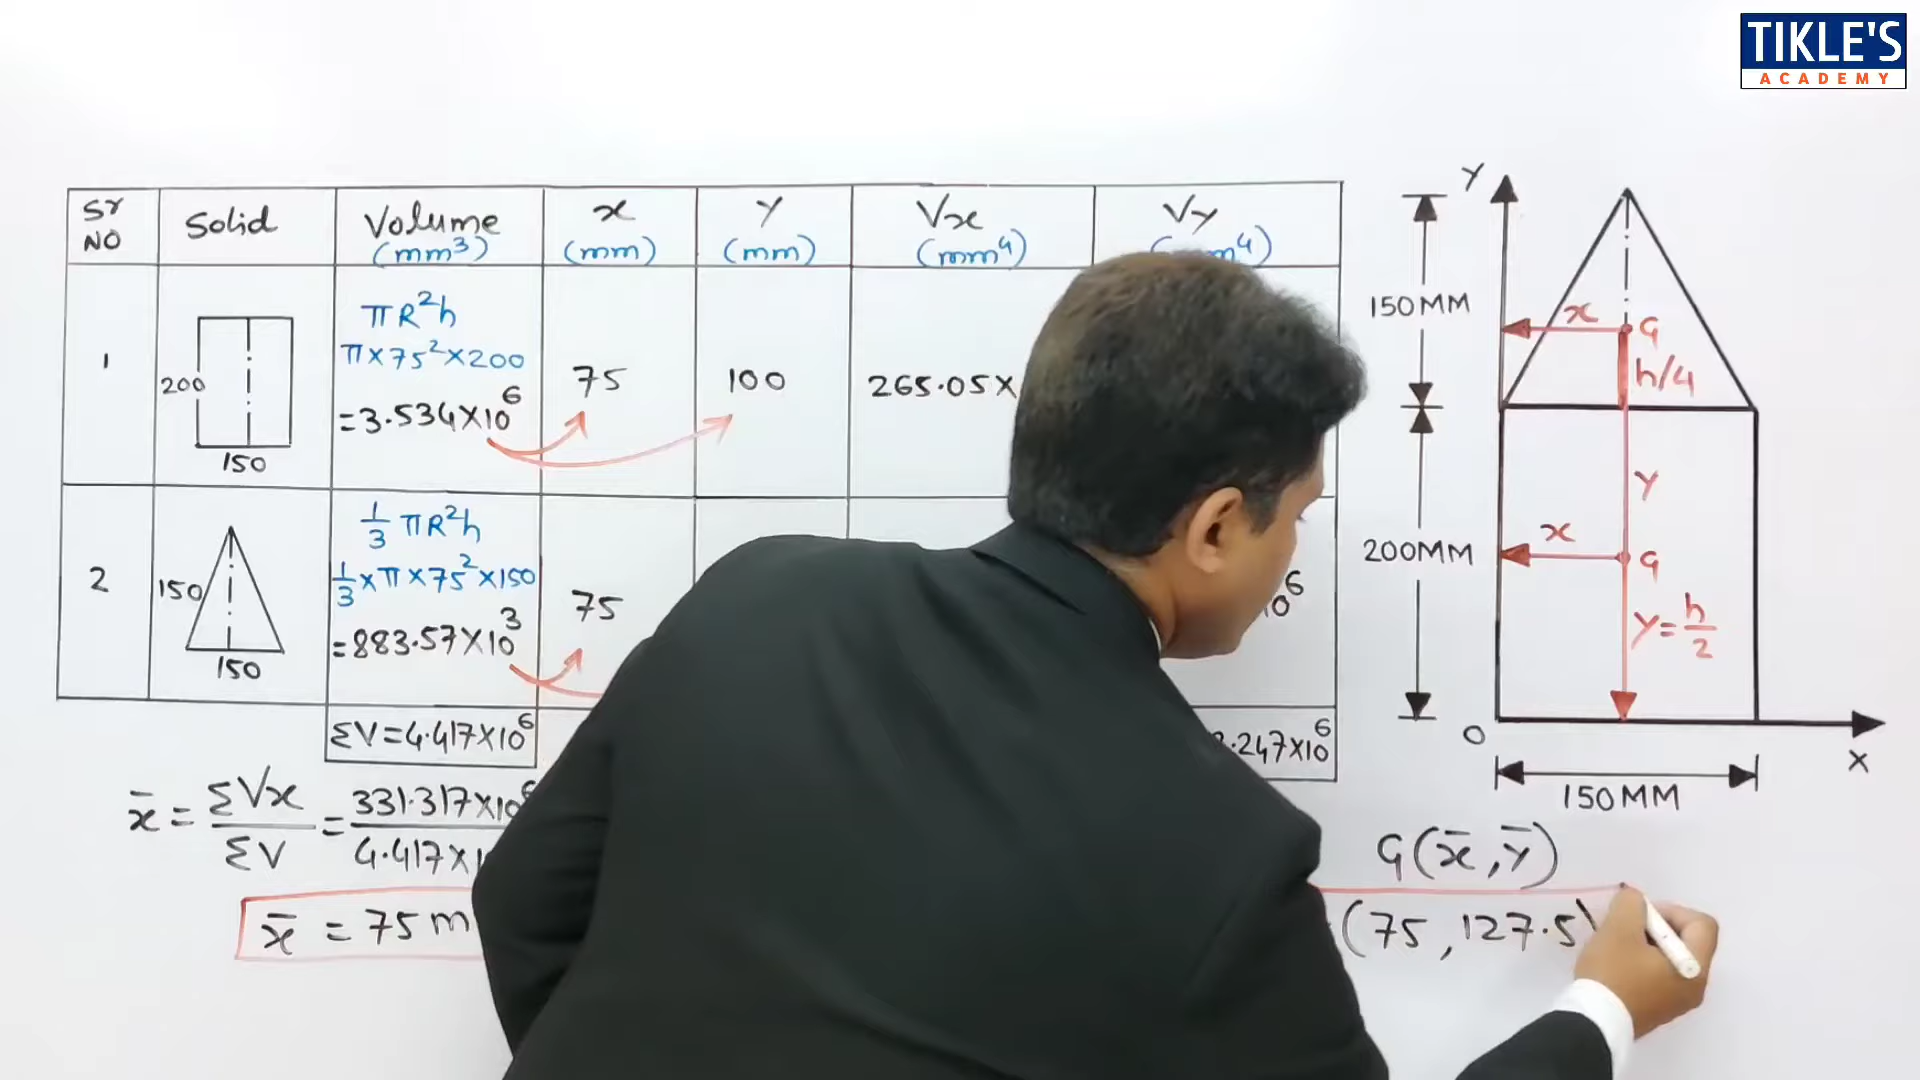 TIKLE'S
ACADEMY
Sr NO
Solid
Volume (mm³)
x (mm)
Y (mm)
Vx (mm⁴)
Vy
1
200
150
πR²h
π×75²×200
=3.534×10⁶
75
100
265.05×
2
150
150
1/3 πR²h
1/3×π×75²×150
=883.57×10³
75
ΣV=4.417×10⁶
.247×10⁶
x̄ = ΣVx/ΣV = 331.317×10⁶/4.417×
x̄ = 75 m
Y
150MM
x
G
h/4
Y
200MM
x
G
Y=h/2
O
X
150MM
G(x̄,ȳ)
(75,127.5)